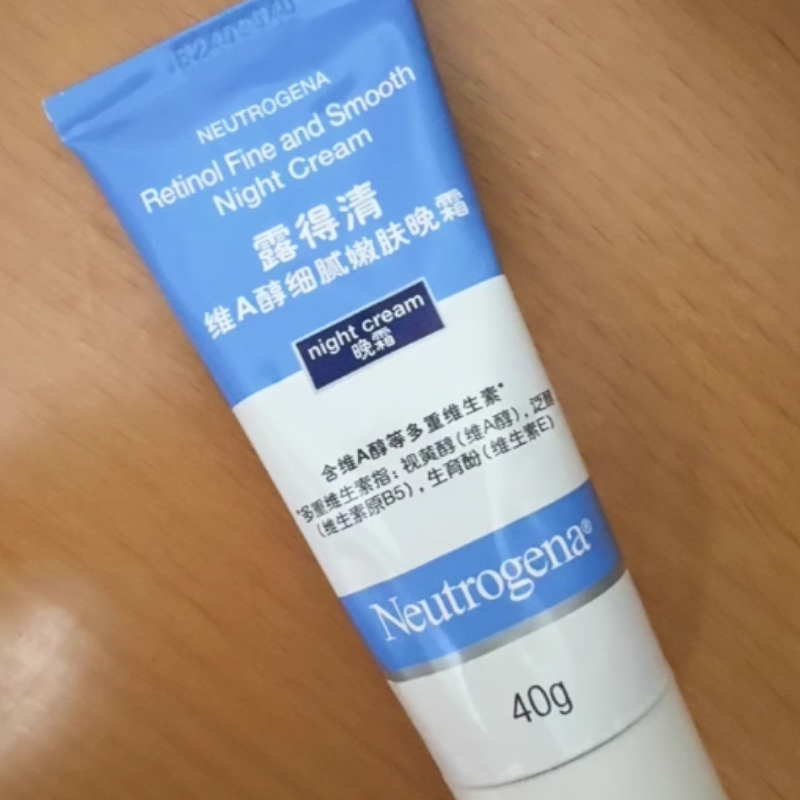 NEUTROGENA
Retinol Fine and Smooth
Night Cream
露得清
维A醇细腻嫩肤晚霜
night cream
晚霜
含维A醇等多重维生素*
*多重维生素指：视黄醇（维A醇），泛醇
（维生素原B5），生育酚（维生素E）
Neutrogena®
40g